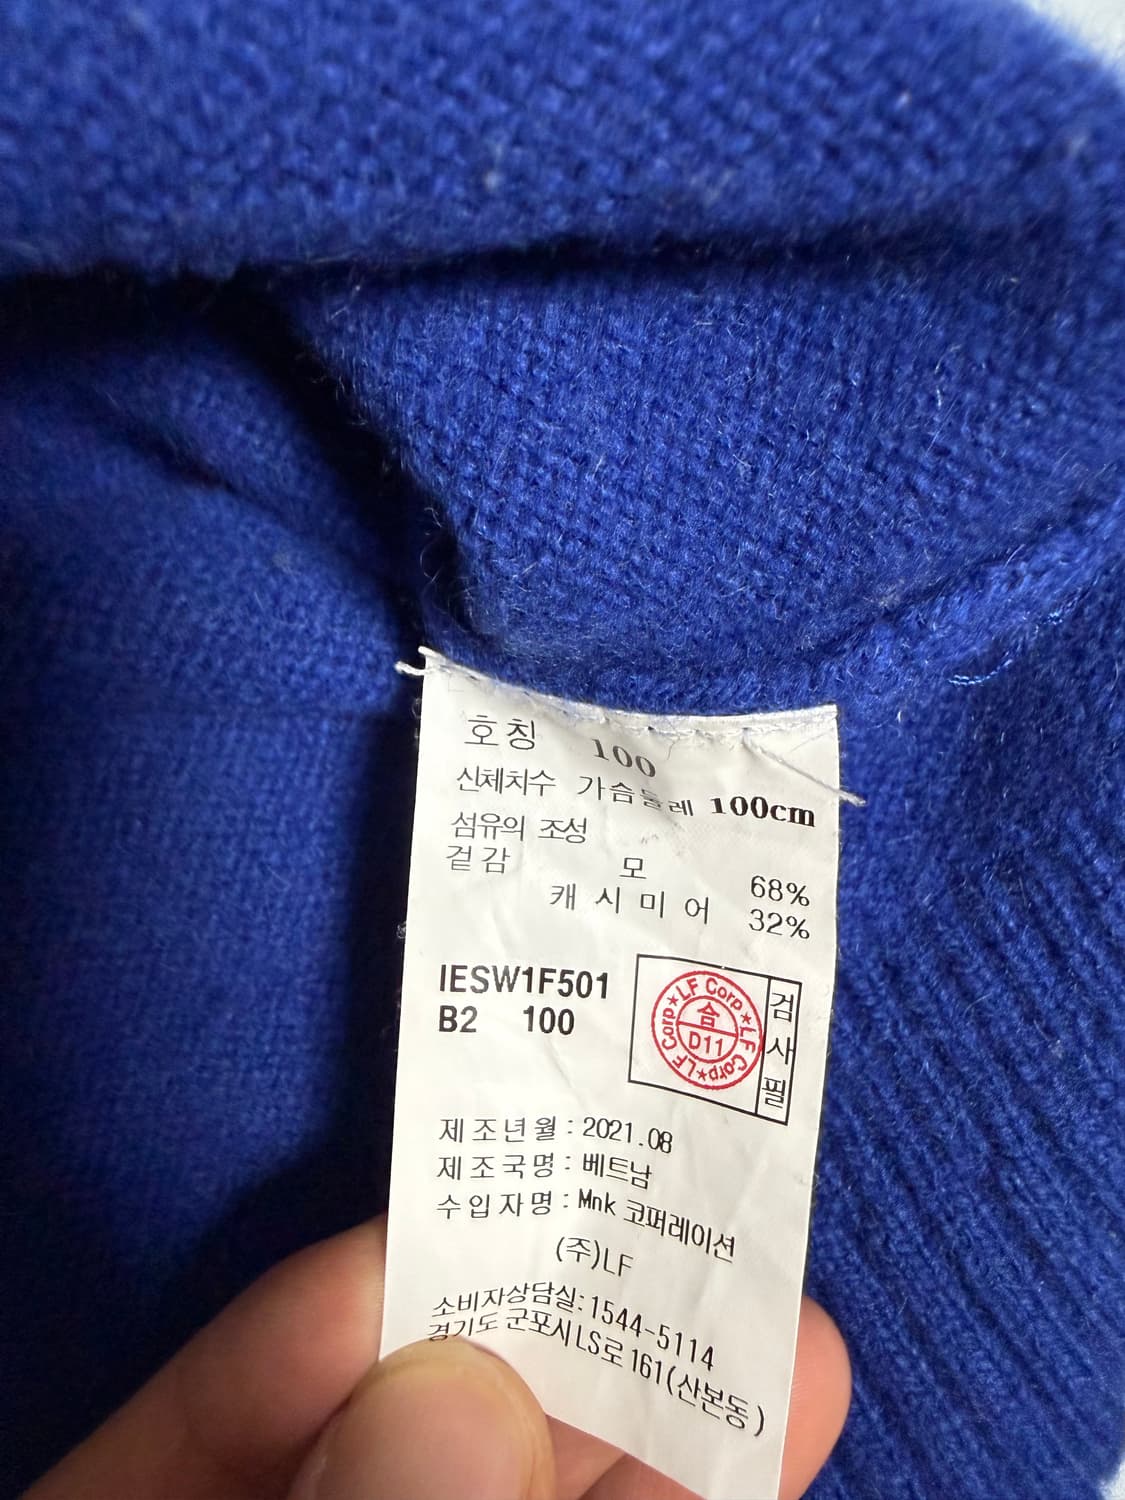 호칭 100
신체치수 가슴둘레 100cm
섬유의 조성
겉감 모 68%
캐시미어 32%
IESW1F501
B2 100
LF Corp★LF Corp★LF Corp★
合
D11
검사필
제조년월 : 2021.08
제조국명 : 베트남
수입자명 : Mnk 코퍼레이션
(주)LF
소비자상담실:1544-5114
경기도 군포시 LS로 161(산본동)